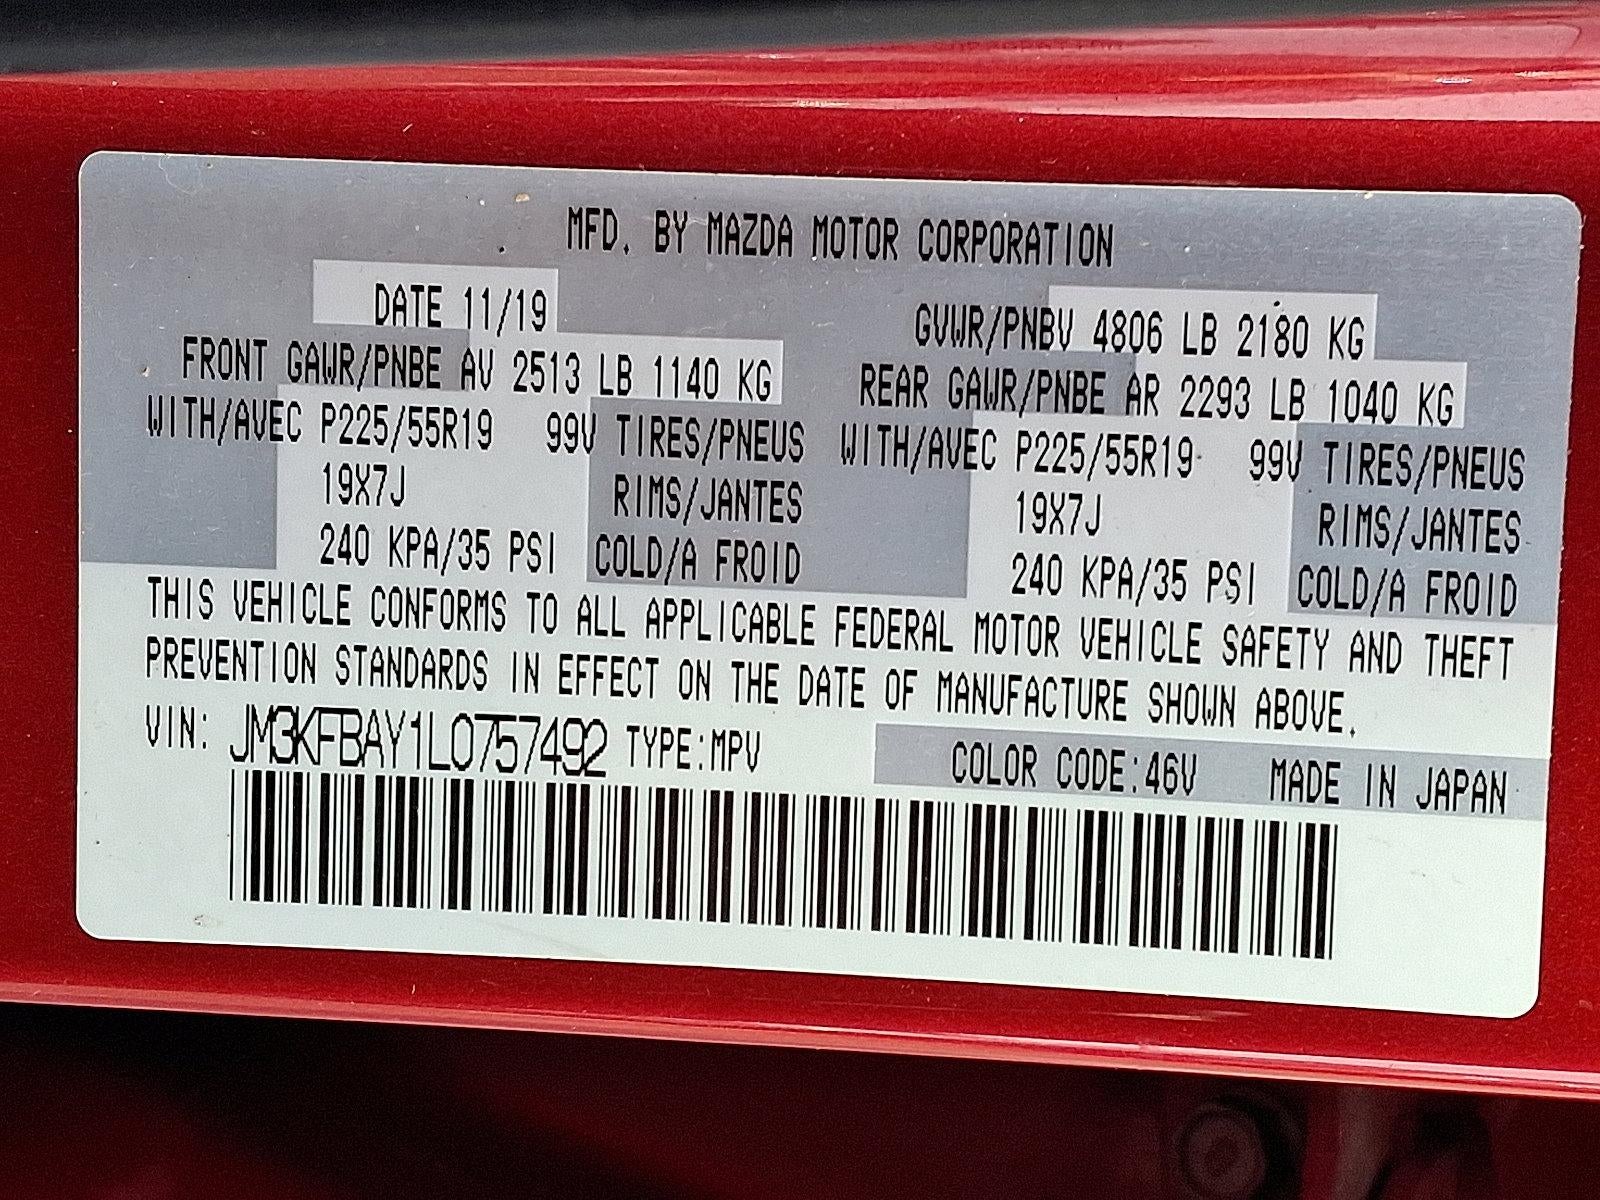 MFD. BY MAZDA MOTOR CORPORATION
DATE 11/19 GVWR/PNBV 4806 LB 2180 KG
FRONT GAWR/PNBE AV 2513 LB 1140 KG REAR GAWR/PNBE AR 2293 LB 1040 KG
WITH/AVEC P225/55R19 99V TIRES/PNEUS WITH/AVEC P225/55R19 99V TIRES/PNEUS
19X7J RIMS/JANTES 19X7J RIMS/JANTES
240 KPA/35 PSI COLD/A FROID 240 KPA/35 PSI COLD/A FROID
THIS VEHICLE CONFORMS TO ALL APPLICABLE FEDERAL MOTOR VEHICLE SAFETY AND THEFT
PREVENTION STANDARDS IN EFFECT ON THE DATE OF MANUFACTURE SHOWN ABOVE.
VIN: JM3KFBAY1L0757492 TYPE:MPV COLOR CODE:46V MADE IN JAPAN